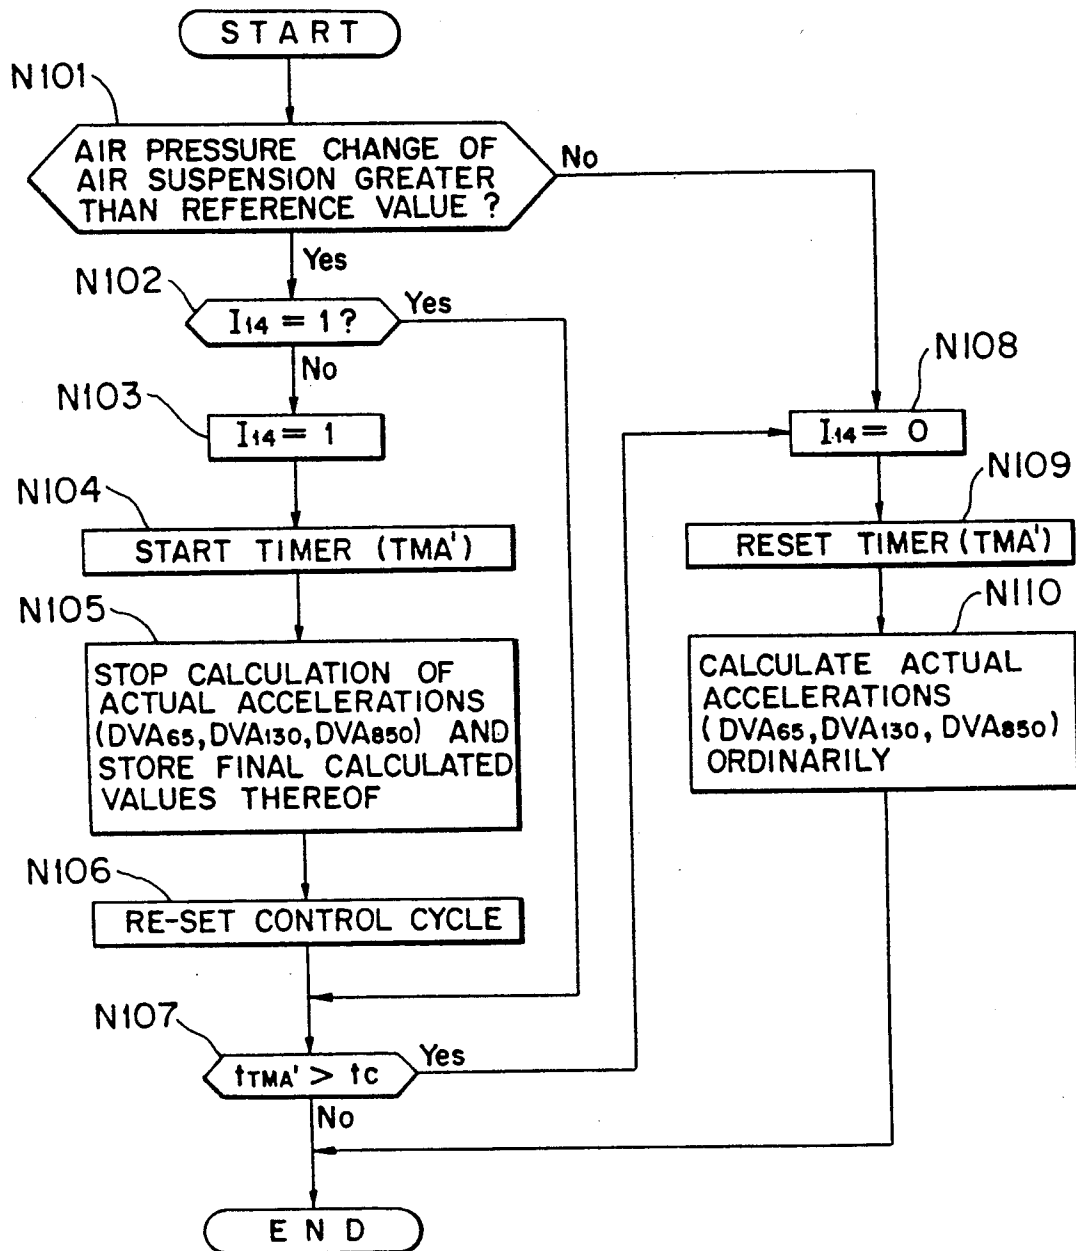 START
N101
AIR PRESSURE CHANGE OF
AIR SUSPENSION GREATER
THAN REFERENCE VALUE ?
No
Yes
N102
I14 = 1 ?
Yes
No
N103
I14 = 1
N104
START TIMER (TMA')
N105
STOP CALCULATION OF
ACTUAL ACCELERATIONS
(DVA65, DVA130, DVA850) AND
STORE FINAL CALCULATED
VALUES THEREOF
N106
RE-SET CONTROL CYCLE
N107
tTMA' > tc
Yes
No
N108
I14 = 0
N109
RESET TIMER (TMA')
N110
CALCULATE ACTUAL
ACCELERATIONS
(DVA65, DVA130, DVA850)
ORDINARILY
END